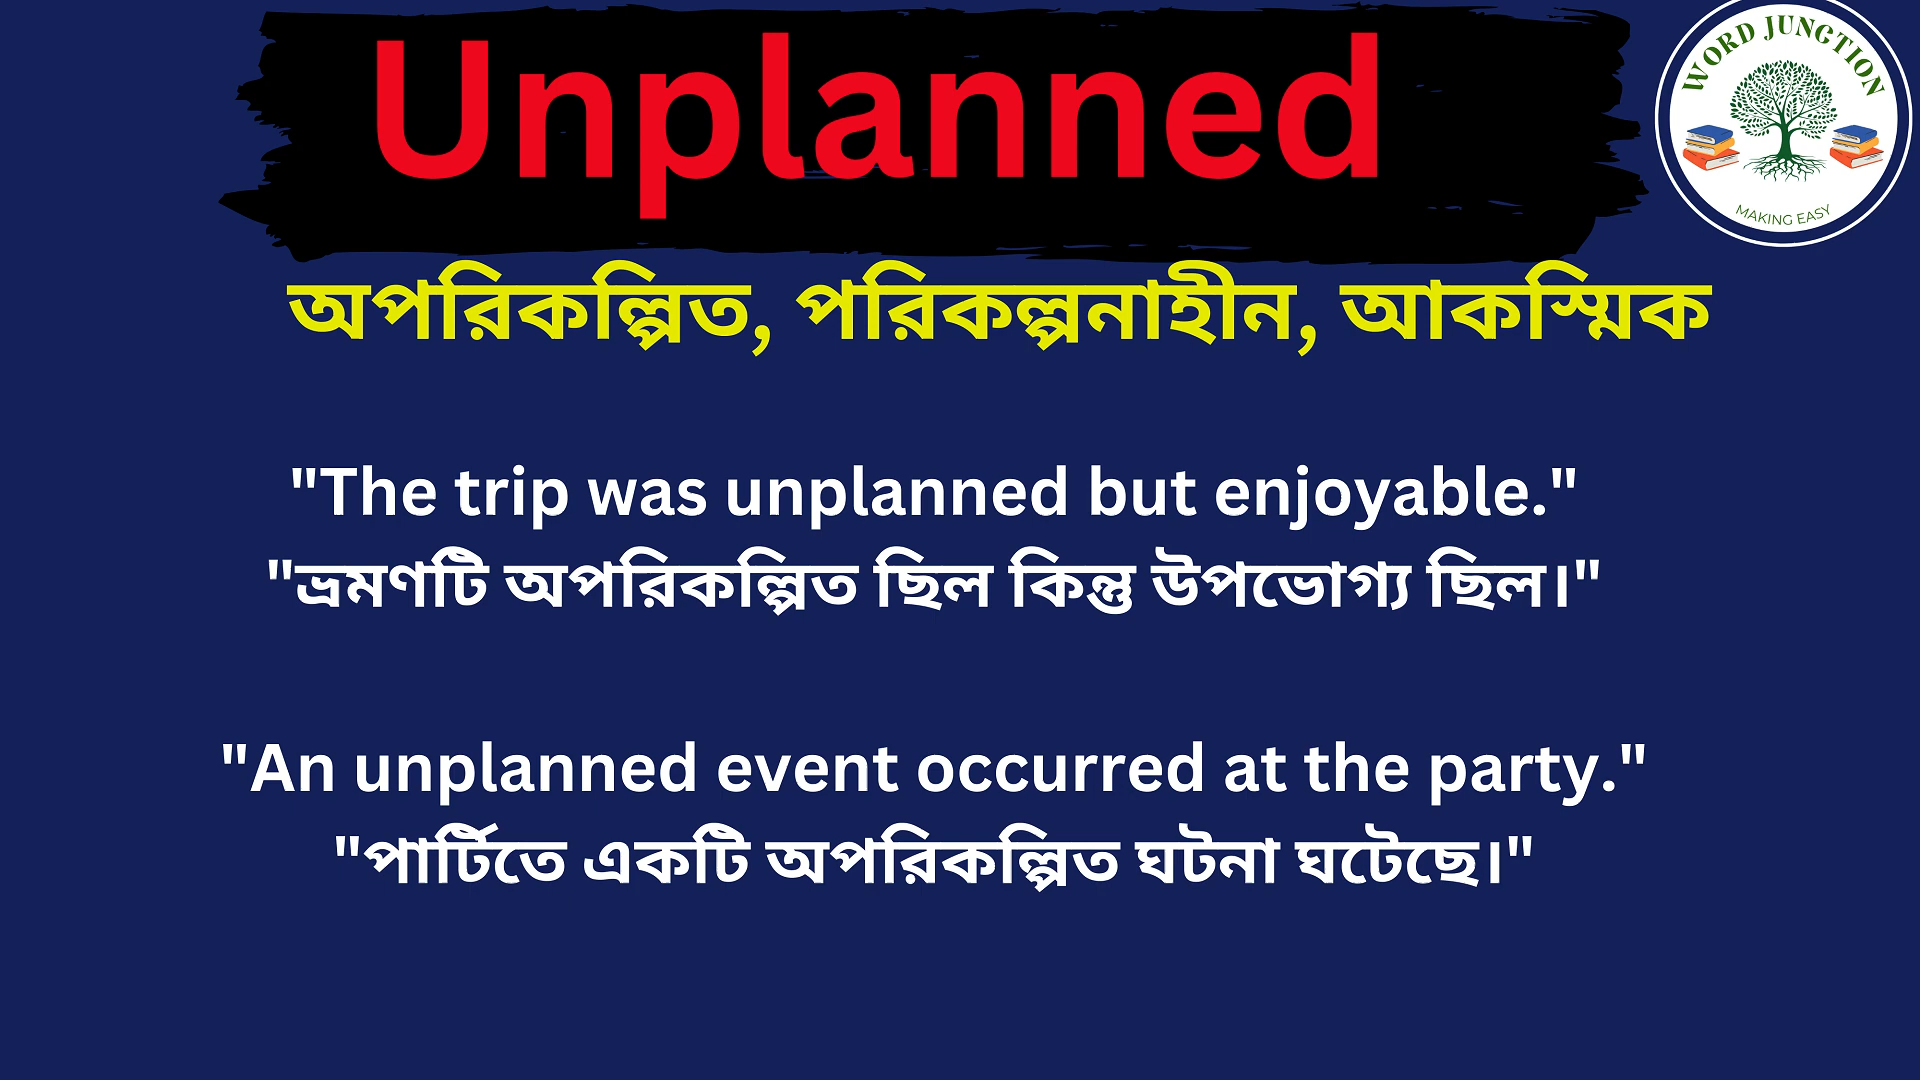 Unplanned
WORD JUNCTION
MAKING EASY
অপরিকল্পিত, পরিকল্পনাহীন, আকস্মিক
"The trip was unplanned but enjoyable."
"ভ্রমণটি অপরিকল্পিত ছিল কিন্তু উপভোগ্য ছিল।"
"An unplanned event occurred at the party."
"পার্টিতে একটি অপরিকল্পিত ঘটনা ঘটেছে।"